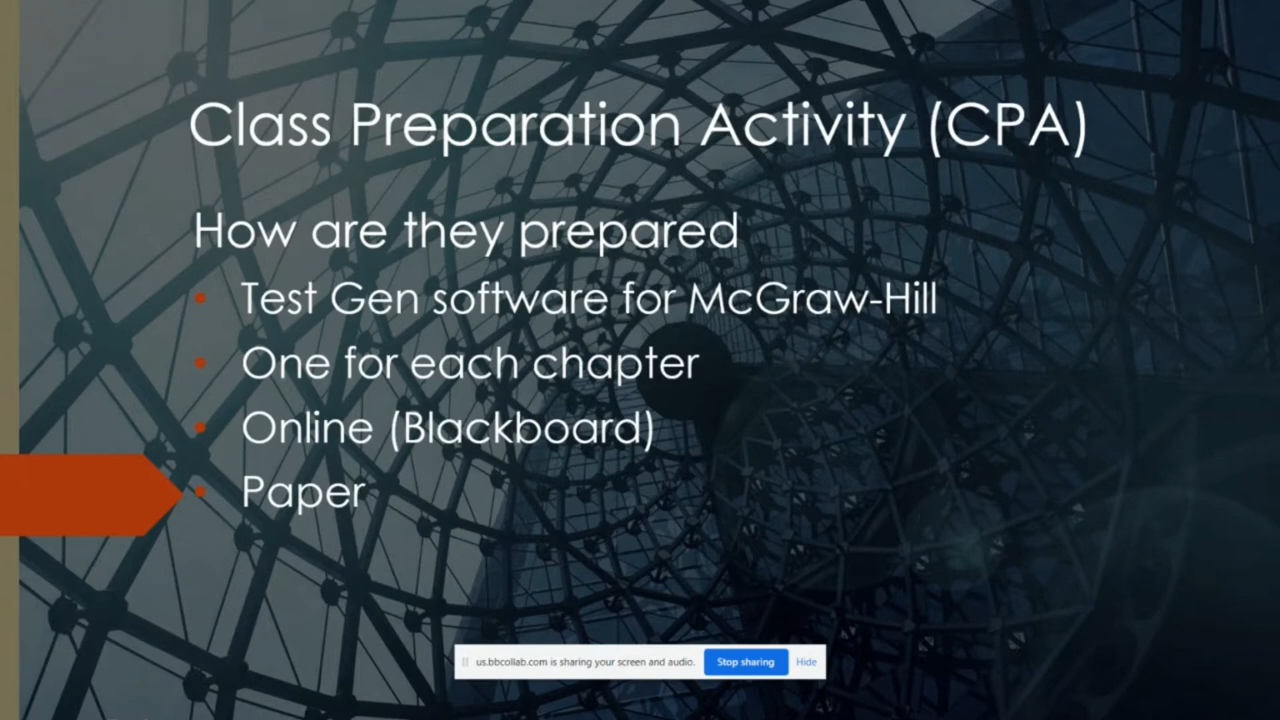 Class Preparation Activity (CPA)
How are they prepared
• Test Gen software for McGraw-Hill
• One for each chapter
• Online (Blackboard)
• Paper
us.bbcollab.com is sharing your screen and audio. Stop sharing Hide